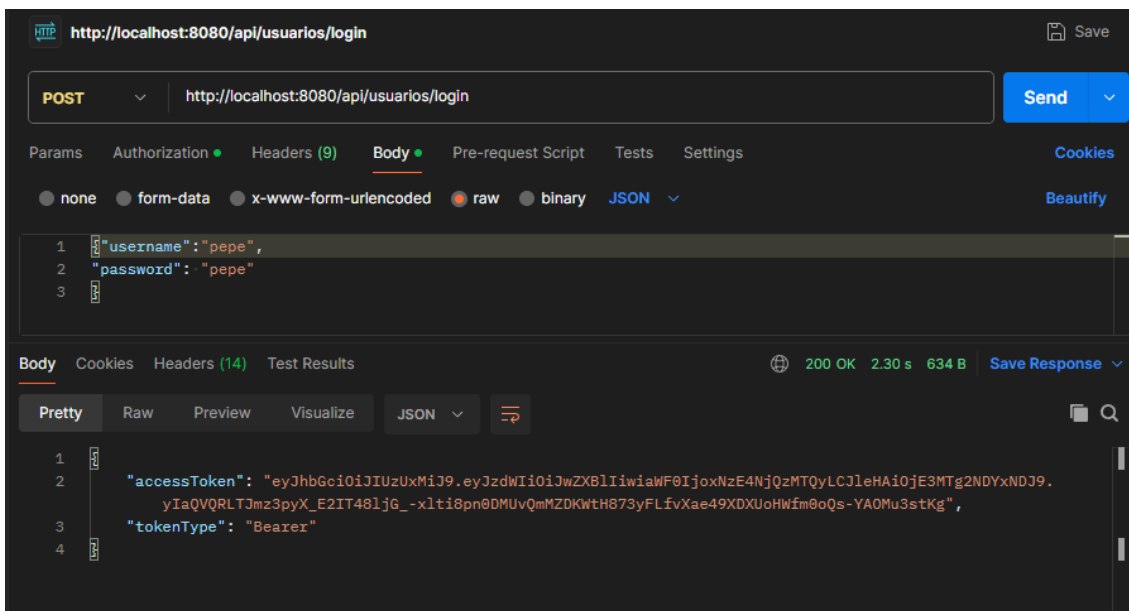 HTTP http://localhost:8080/api/usuarios/login Save
POST http://localhost:8080/api/usuarios/login Send
Params Authorization Headers (9) Body Pre-request Script Tests Settings Cookies
none form-data x-www-form-urlencoded raw binary JSON Beautify
1 {"username":"pepe",
2 "password": "pepe"
3 }
Body Cookies Headers (14) Test Results 200 OK 2.30 s 634 B Save Response
Pretty Raw Preview Visualize JSON
1 {
2 "accessToken": "eyJhbGciOiJIUzUxMiJ9.eyJzdWIiOiJwZXBlIiwiaWF0IjoxNzE4NjQzMTQyLCJleHAiOjE3MTg2NDYxNDJ9.
yIaQVQRLTJmz3pyX_E2IT48ljG_-xlti8pn0DMUvQmMZDKWtH873yFLfvXae49XDXUoHWfm0oQs-YAOMu3stKg",
3 "tokenType": "Bearer"
4 }